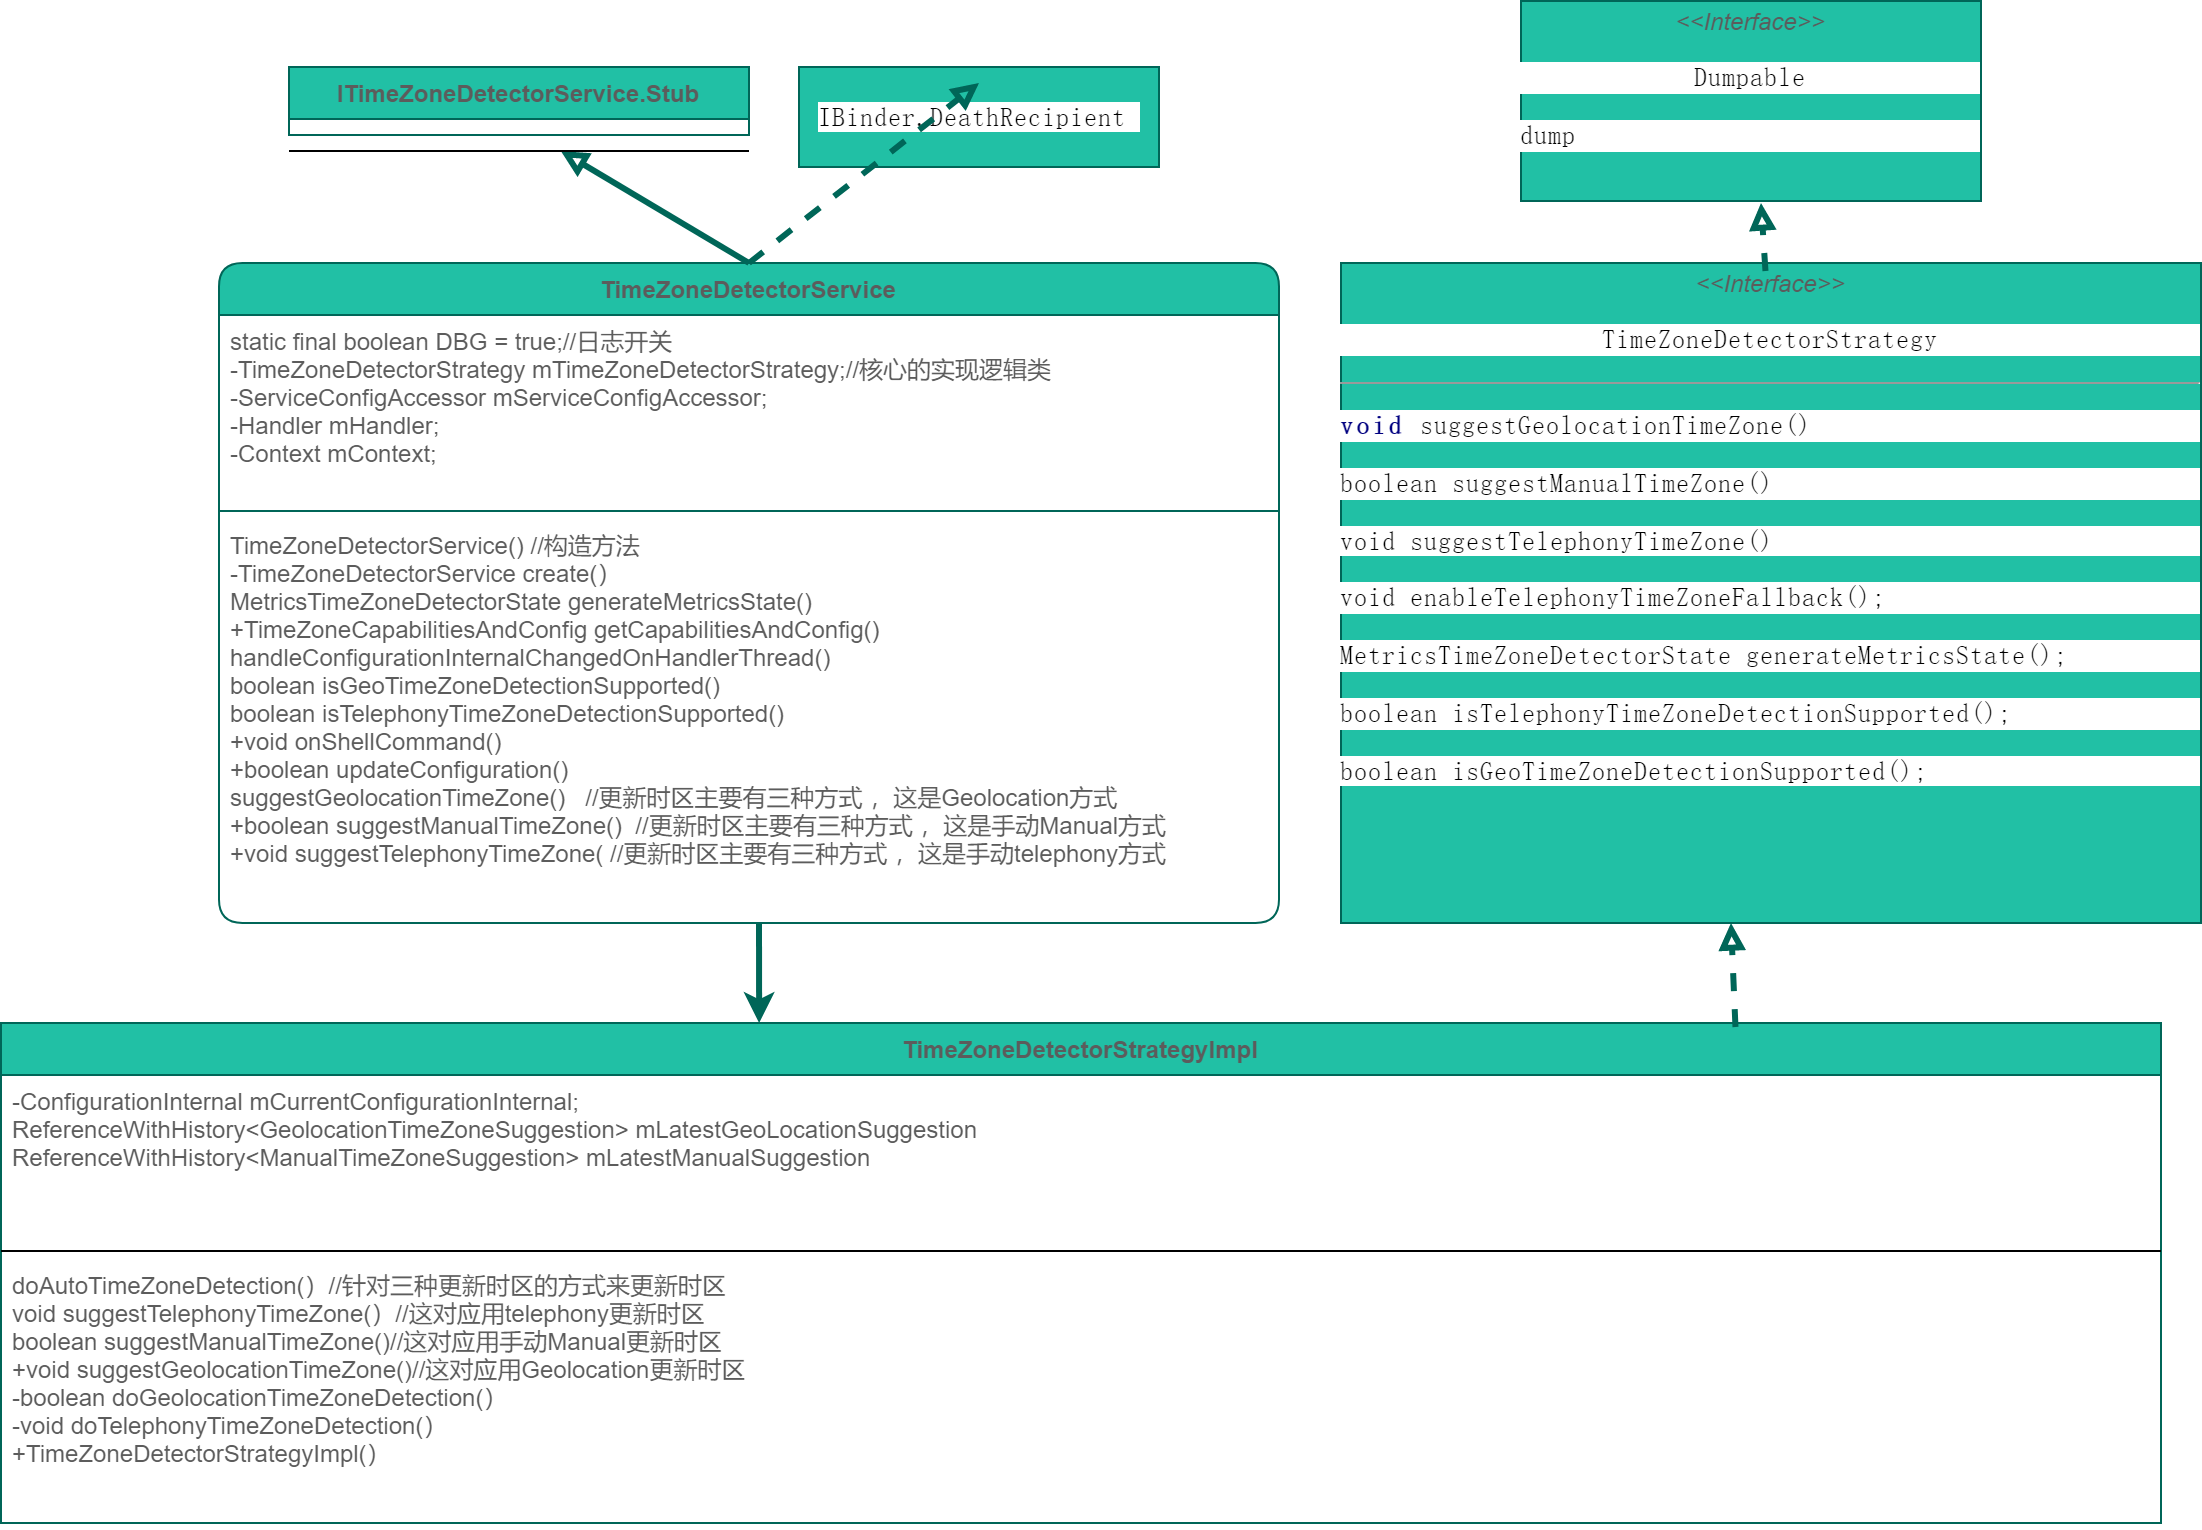 ITimeZoneDetectorService.Stub
IBinder.DeathRecipient
<<Interface>>
Dumpable
dump
TimeZoneDetectorService
static final boolean DBG = true;//日志开关
-TimeZoneDetectorStrategy mTimeZoneDetectorStrategy;//核心的实现逻辑类
-ServiceConfigAccessor mServiceConfigAccessor;
-Handler mHandler;
-Context mContext;
TimeZoneDetectorService() //构造方法
-TimeZoneDetectorService create()
MetricsTimeZoneDetectorState generateMetricsState()
+TimeZoneCapabilitiesAndConfig getCapabilitiesAndConfig()
handleConfigurationInternalChangedOnHandlerThread()
boolean isGeoTimeZoneDetectionSupported()
boolean isTelephonyTimeZoneDetectionSupported()
+void onShellCommand()
+boolean updateConfiguration()
suggestGeolocationTimeZone()   //更新时区主要有三种方式，这是Geolocation方式
+boolean suggestManualTimeZone()  //更新时区主要有三种方式，这是手动Manual方式
+void suggestTelephonyTimeZone( //更新时区主要有三种方式，这是手动telephony方式
<<Interface>>
TimeZoneDetectorStrategy
void suggestGeolocationTimeZone()
boolean suggestManualTimeZone()
void suggestTelephonyTimeZone()
void enableTelephonyTimeZoneFallback();
MetricsTimeZoneDetectorState generateMetricsState();
boolean isTelephonyTimeZoneDetectionSupported();
boolean isGeoTimeZoneDetectionSupported();
TimeZoneDetectorStrategyImpl
-ConfigurationInternal mCurrentConfigurationInternal;
ReferenceWithHistory<GeolocationTimeZoneSuggestion> mLatestGeoLocationSuggestion
ReferenceWithHistory<ManualTimeZoneSuggestion> mLatestManualSuggestion
doAutoTimeZoneDetection()  //针对三种更新时区的方式来更新时区
void suggestTelephonyTimeZone()  //这对应用telephony更新时区
boolean suggestManualTimeZone()//这对应用手动Manual更新时区
+void suggestGeolocationTimeZone()//这对应用Geolocation更新时区
-boolean doGeolocationTimeZoneDetection()
-void doTelephonyTimeZoneDetection()
+TimeZoneDetectorStrategyImpl()